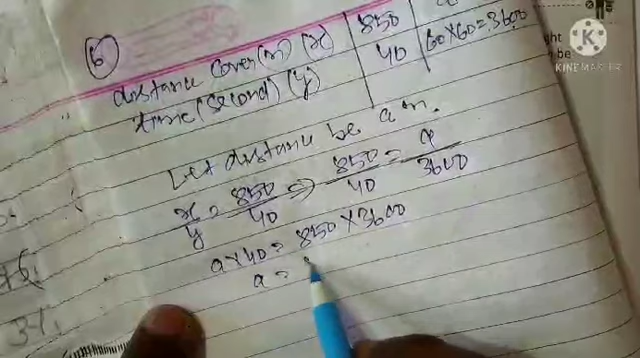 6
distance cover(m) (x) 850 a
time(second) (y) 40 60×60=3600
Let distance be a m.
x/y = 850/40 ⇒ 850/40 = a/3600
a×40 = 850×3600
a =
KINEMASTER